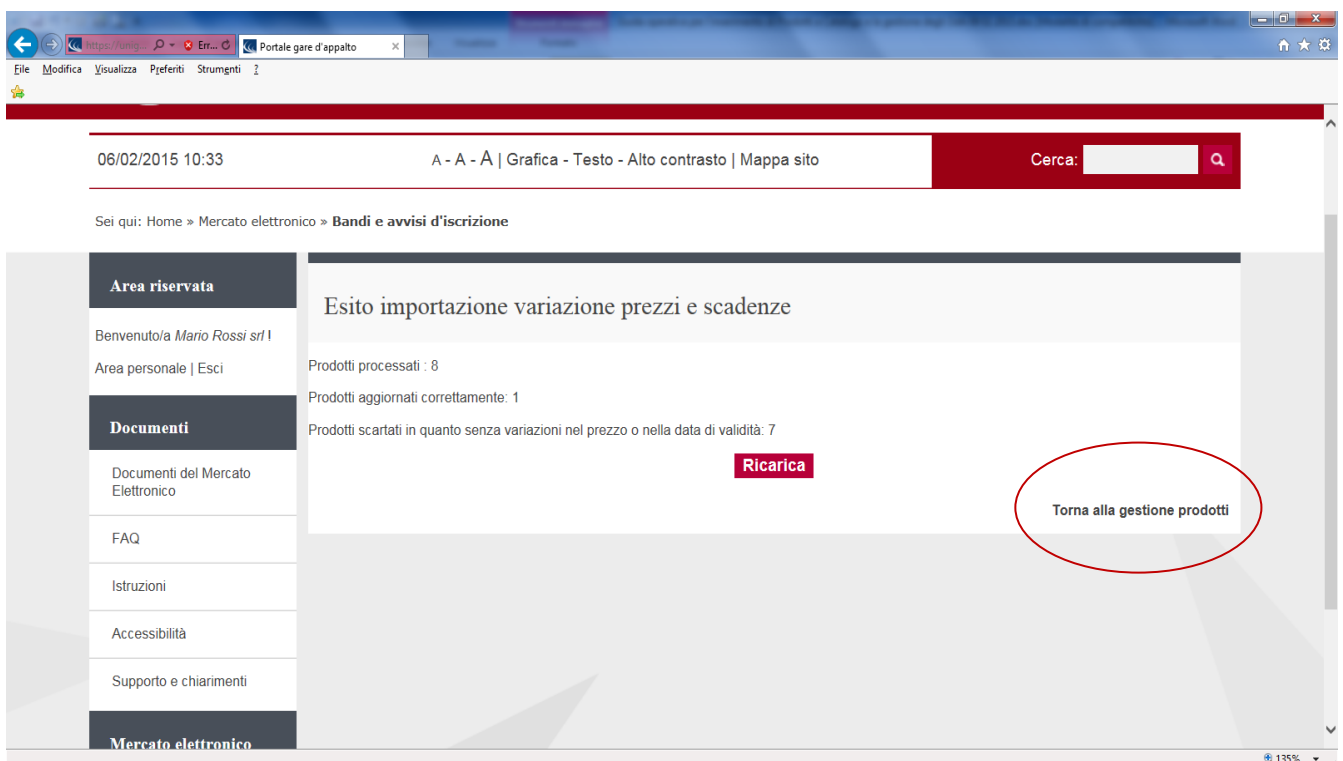 https://unig
Err...
Portale gare d'appalto
File Modifica Visualizza Preferiti Strumenti ?
06/02/2015 10:33
A - A - A | Grafica - Testo - Alto contrasto | Mappa sito
Cerca:
Sei qui: Home » Mercato elettronico » Bandi e avvisi d'iscrizione
Area riservata
Benvenuto/a Mario Rossi srl !
Area personale | Esci
Documenti
Documenti del Mercato
Elettronico
FAQ
Istruzioni
Accessibilità
Supporto e chiarimenti
Mercato elettronico
Esito importazione variazione prezzi e scadenze
Prodotti processati : 8
Prodotti aggiornati correttamente: 1
Prodotti scartati in quanto senza variazioni nel prezzo o nella data di validità: 7
Ricarica
Torna alla gestione prodotti
135%